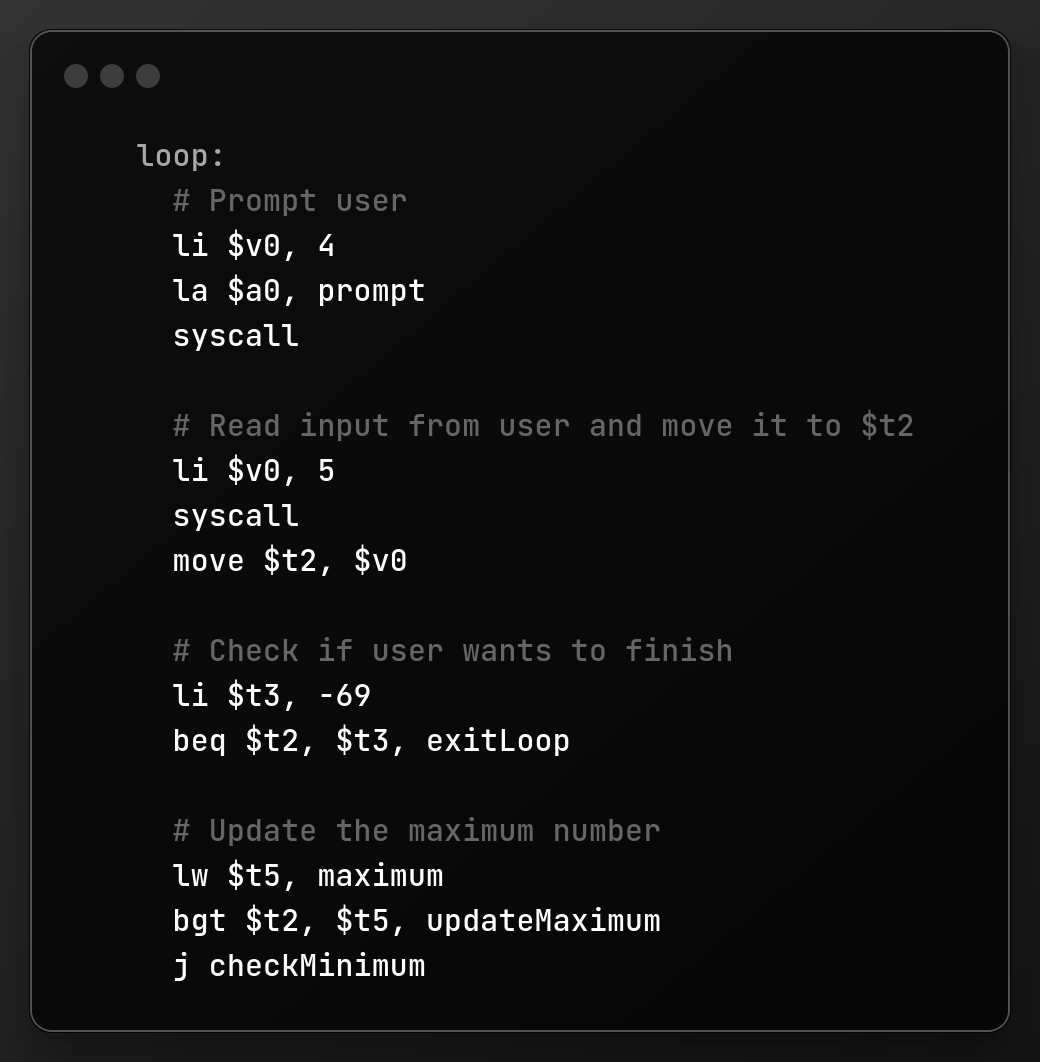 loop:
# Prompt user
li $v0, 4
la $a0, prompt
syscall
# Read input from user and move it to $t2
li $v0, 5
syscall
move $t2, $v0
# Check if user wants to finish
li $t3, -69
beq $t2, $t3, exitLoop
# Update the maximum number
lw $t5, maximum
bgt $t2, $t5, updateMaximum
j checkMinimum